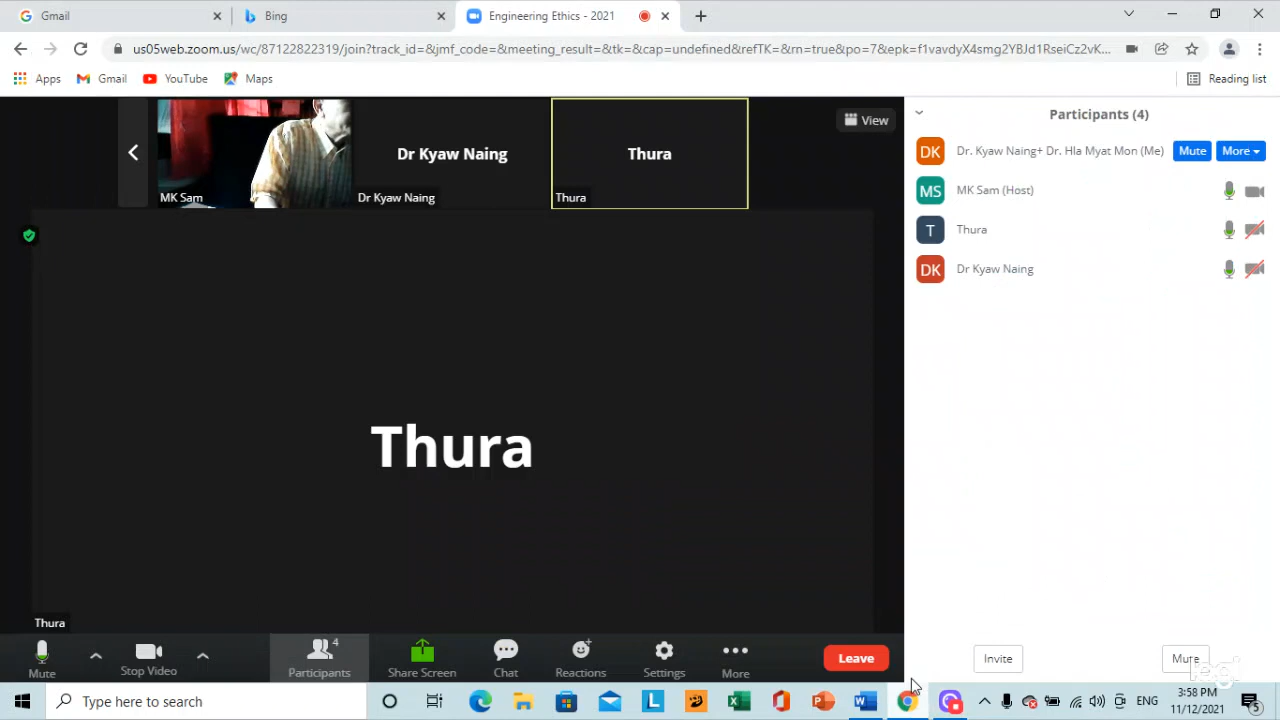 Gmail
Bing
Engineering Ethics - 2021
us05web.zoom.us/wc/87122822319/join?track_id=&jmf_code=&meeting_result=&tk=&cap=undefined&refTK=&rn=true&po=7&epk=f1vavdyX4smg2YBJd1RseiCz2vK...
Apps
Gmail
YouTube
Maps
Reading list
MK Sam
Dr Kyaw Naing
Dr Kyaw Naing
Thura
Thura
View
Thura
Thura
Participants (4)
DK Dr. Kyaw Naing+ Dr. Hla Myat Mon (Me) Mute More
MS MK Sam (Host)
T Thura
DK Dr Kyaw Naing
Invite
Mute
Mute
Stop Video
4
Participants
Share Screen
Chat
Reactions
Settings
More
Leave
Type here to search
ENG
3:58 PM
11/12/2021
5